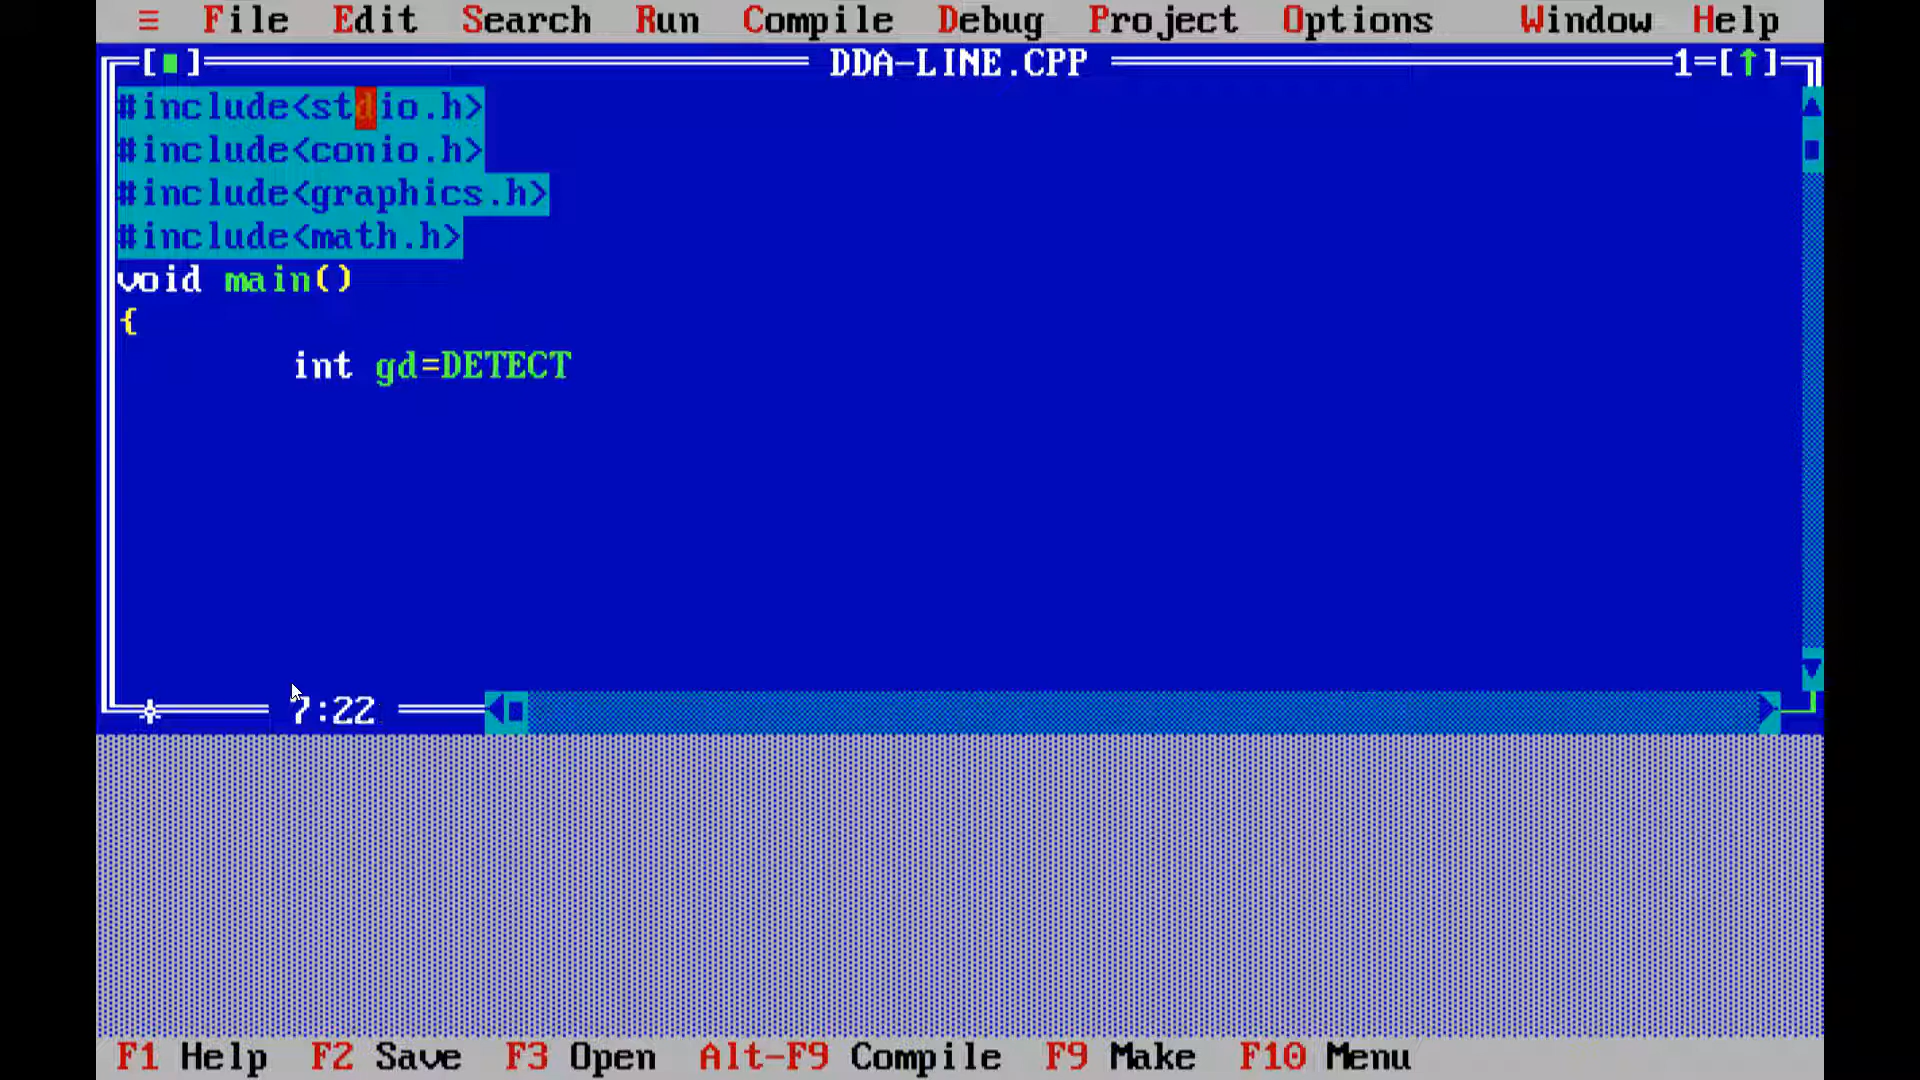 ≡ File Edit Search Run Compile Debug Project Options Window Help
[■] DDA-LINE.CPP 1=[↑]
#include<stdio.h>
#include<conio.h>
#include<graphics.h>
#include<math.h>
void main()
{
int gd=DETECT
7:22
F1 Help F2 Save F3 Open Alt-F9 Compile F9 Make F10 Menu